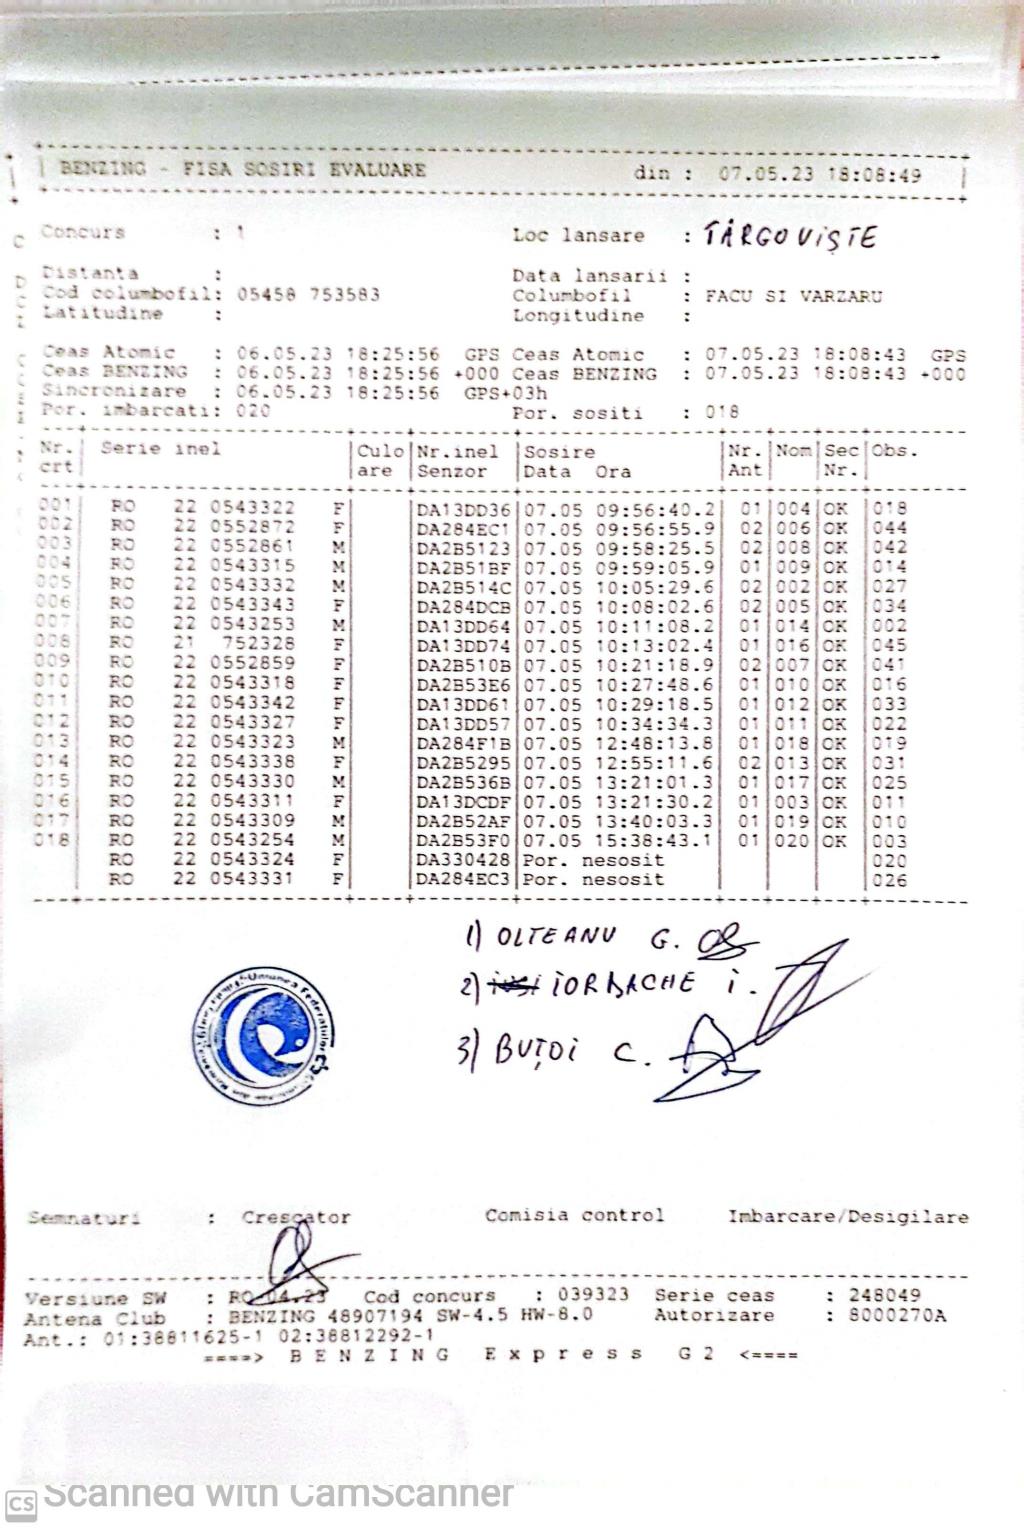 BENZING - FISA SOSIRI EVALUARE din : 07.05.23 18:08:49
Concurs : 1 Loc lansare : TÂRGOVIȘTE
Distanta : Data lansarii :
Cod columbofil: 05458 753583 Columbofil : FACU SI VARZARU
Latitudine : Longitudine :
Ceas Atomic : 06.05.23 18:25:56 GPS Ceas Atomic : 07.05.23 18:08:43 GPS
Ceas BENZING : 06.05.23 18:25:56 +000 Ceas BENZING : 07.05.23 18:08:43 +000
Sincronizare : 06.05.23 18:25:56 GPS+03h
Por. imbarcati: 020 Por. sositi : 018
Nr. Serie inel Culo Nr.inel Sosire Nr. Nom Sec Obs.
crt are Senzor Data Ora Ant Nr.
001 RO 22 0543322 F DA13DD36 07.05 09:56:40.2 01 004 OK 018
002 RO 22 0552872 F DA284EC1 07.05 09:56:55.9 02 006 OK 044
003 RO 22 0552861 M DA2B5123 07.05 09:58:25.5 02 008 OK 042
004 RO 22 0543315 M DA2B51BF 07.05 09:59:05.9 01 009 OK 014
005 RO 22 0543332 M DA2B514C 07.05 10:05:29.6 02 002 OK 027
006 RO 22 0543343 F DA284DCB 07.05 10:08:02.6 02 005 OK 034
007 RO 22 0543253 M DA13DD64 07.05 10:11:08.2 01 014 OK 002
008 RO 21 752328 F DA13DD74 07.05 10:13:02.4 01 016 OK 045
009 RO 22 0552859 F DA2B510B 07.05 10:21:18.9 02 007 OK 041
010 RO 22 0543318 F DA2B53E6 07.05 10:27:48.6 01 010 OK 016
011 RO 22 0543342 F DA13DD61 07.05 10:29:18.5 01 012 OK 033
012 RO 22 0543327 F DA13DD57 07.05 10:34:34.3 01 011 OK 022
013 RO 22 0543323 M DA284F1B 07.05 12:48:13.8 01 018 OK 019
014 RO 22 0543338 F DA2B5295 07.05 12:55:11.6 02 013 OK 031
015 RO 22 0543330 M DA2B536B 07.05 13:21:01.3 01 017 OK 025
016 RO 22 0543311 F DA13DCDF 07.05 13:21:30.2 01 003 OK 011
017 RO 22 0543309 M DA2B52AF 07.05 13:40:03.3 01 019 OK 010
018 RO 22 0543254 M DA2B53F0 07.05 15:38:43.1 01 020 OK 003
RO 22 0543324 F DA330428 Por. nesosit 020
RO 22 0543331 F DA284EC3 Por. nesosit 026
1) OLTEANU G.
2) IORDACHE i.
3) BUȚOI C.
Semnaturi : Crescator Comisia control Imbarcare/Desigilare
Versiune SW : RO-04.23 Cod concurs : 039323 Serie ceas : 248049
Antena Club : BENZING 48907194 SW-4.5 HW-8.0 Autorizare : 8000270A
Ant.: 01:38811625-1 02:38812292-1
====> B E N Z I N G E x p r e s s G 2 <====
CS Scanned with CamScanner